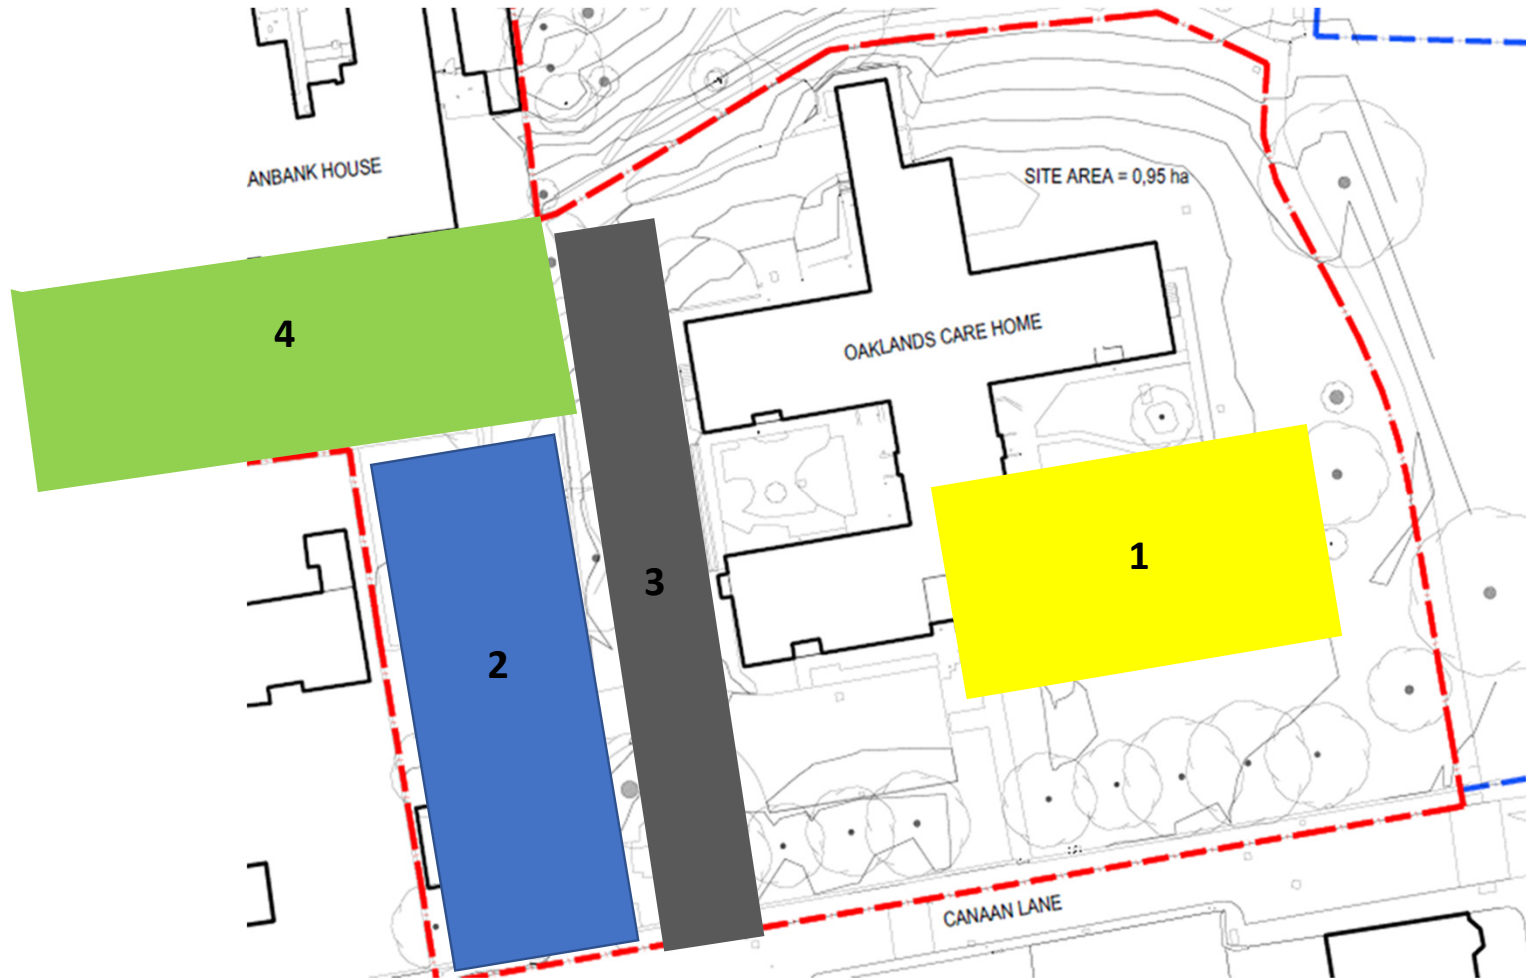 ANBANK HOUSE
SITE AREA = 0,95 ha
4
OAKLANDS CARE HOME
1
3
2
CANAAN LANE